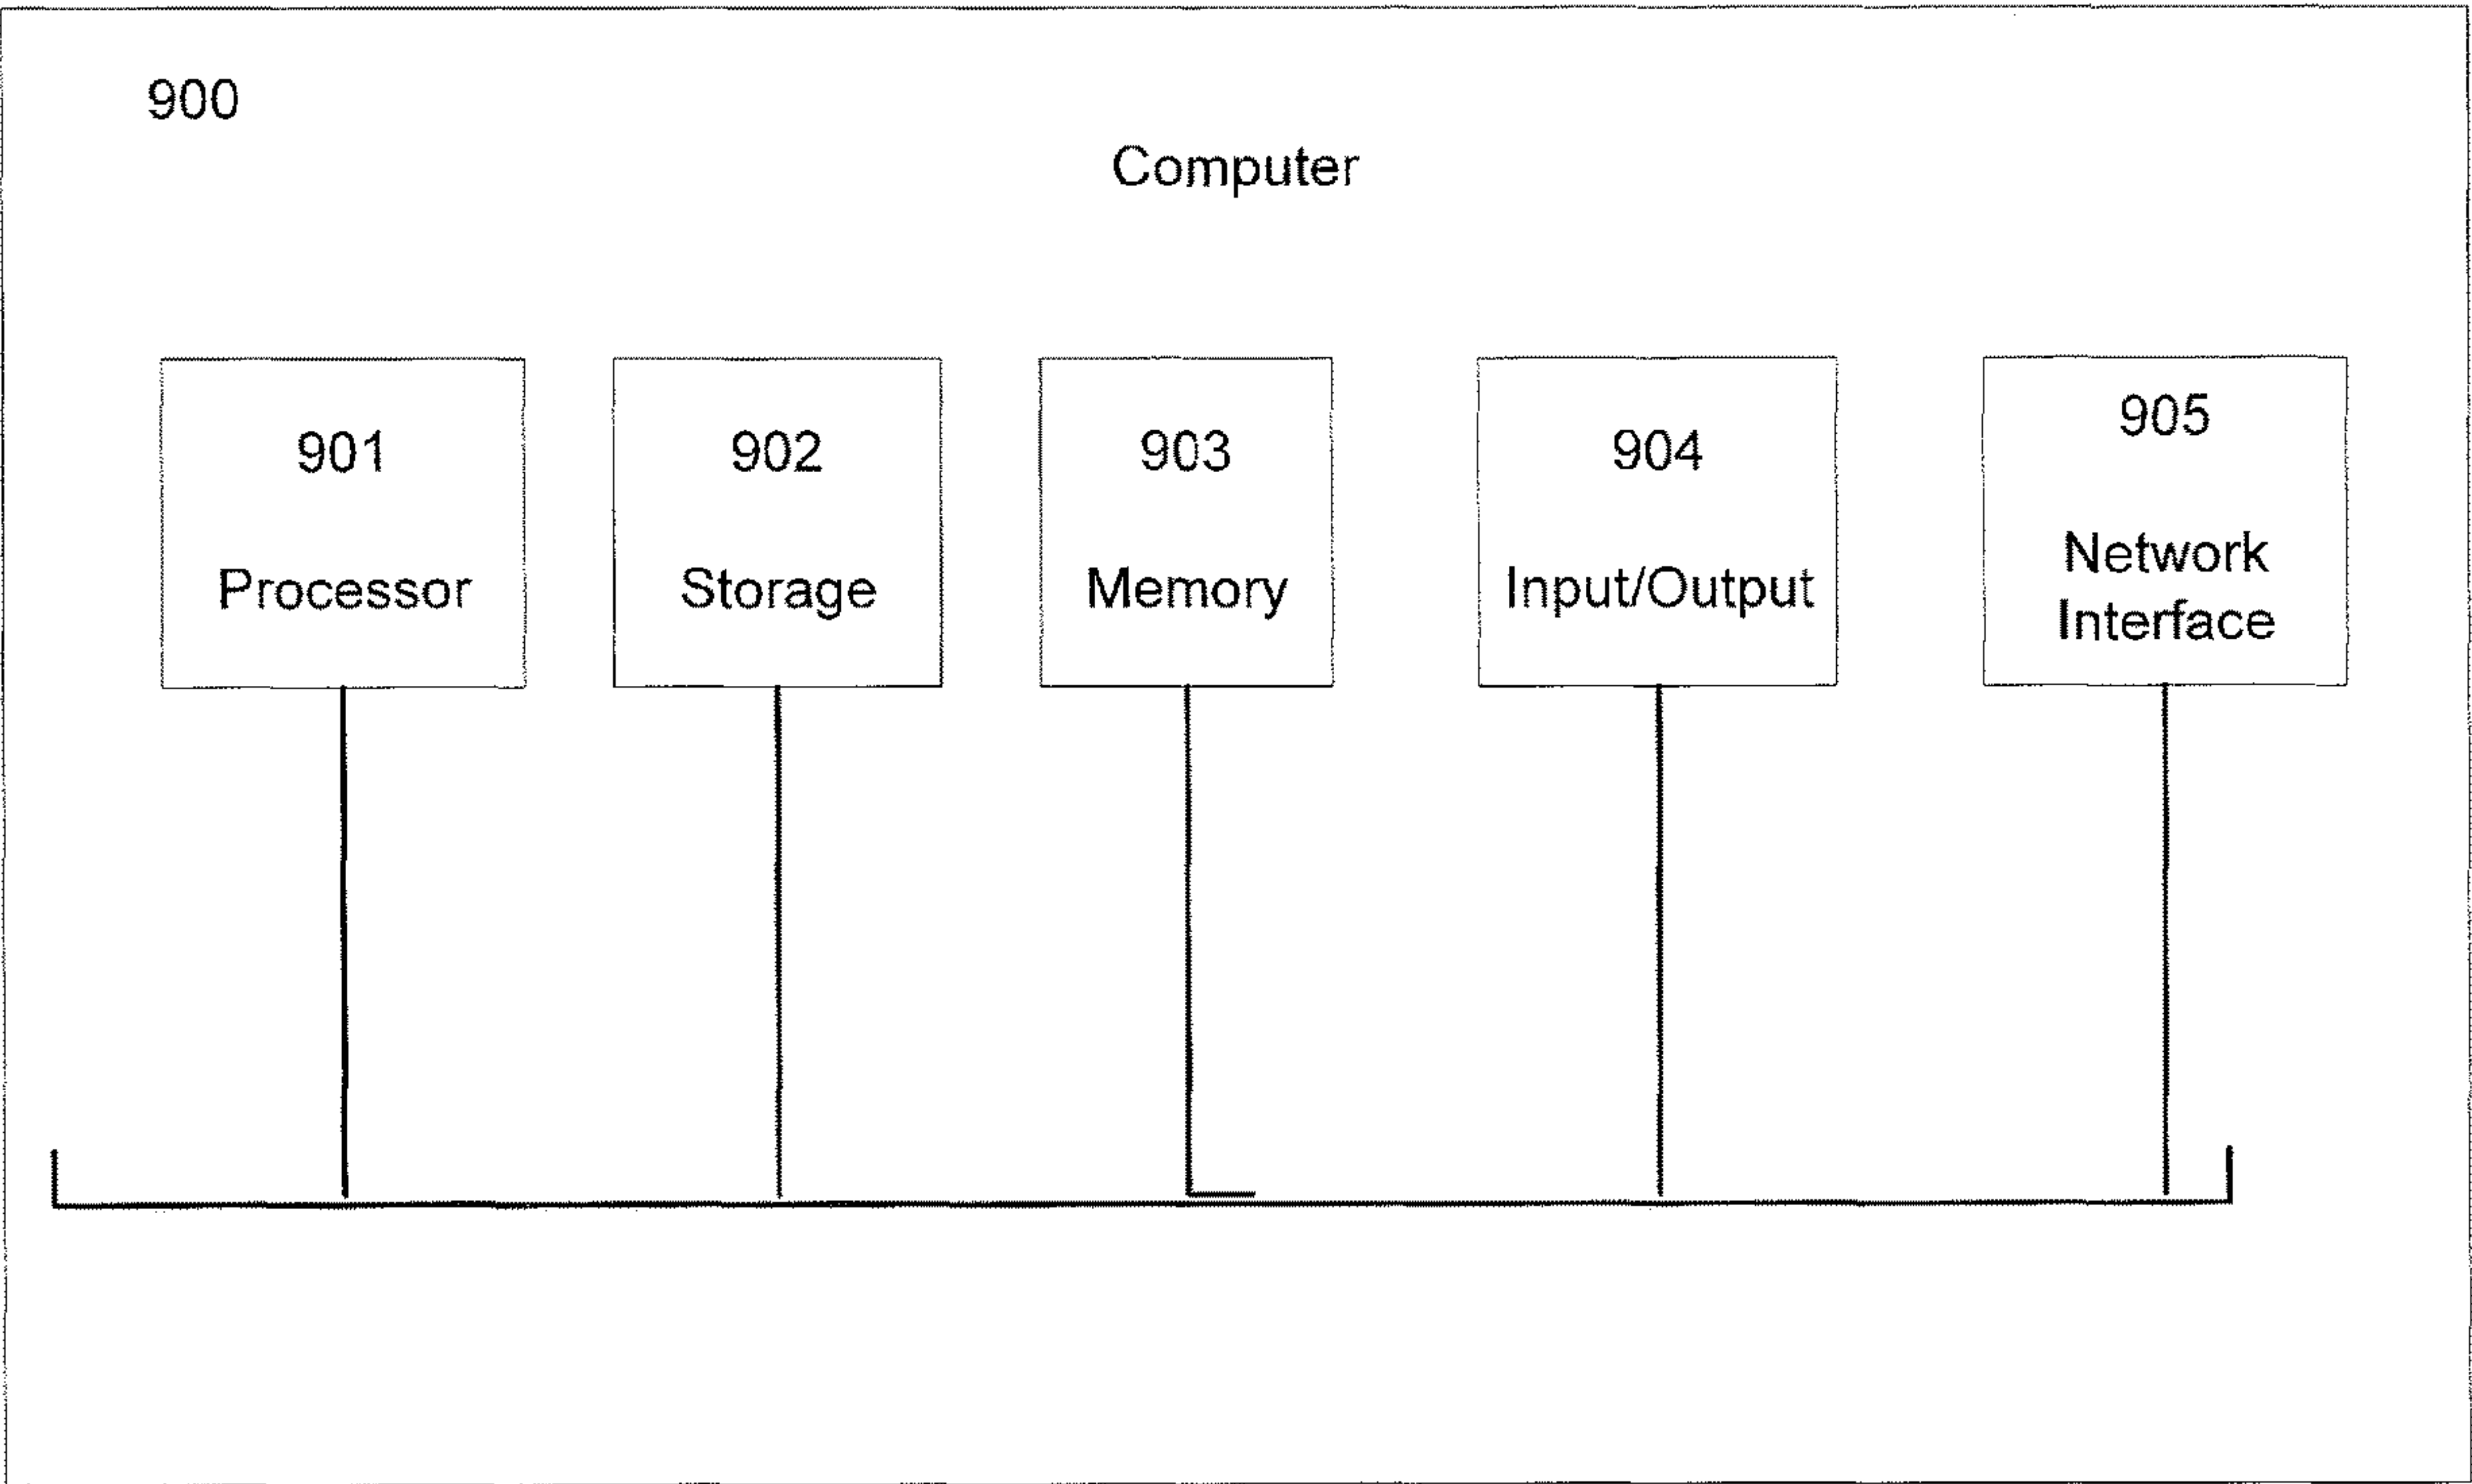 900
Computer
901
Processor
902
Storage
903
Memory
904
Input/Output
905
Network
Interface